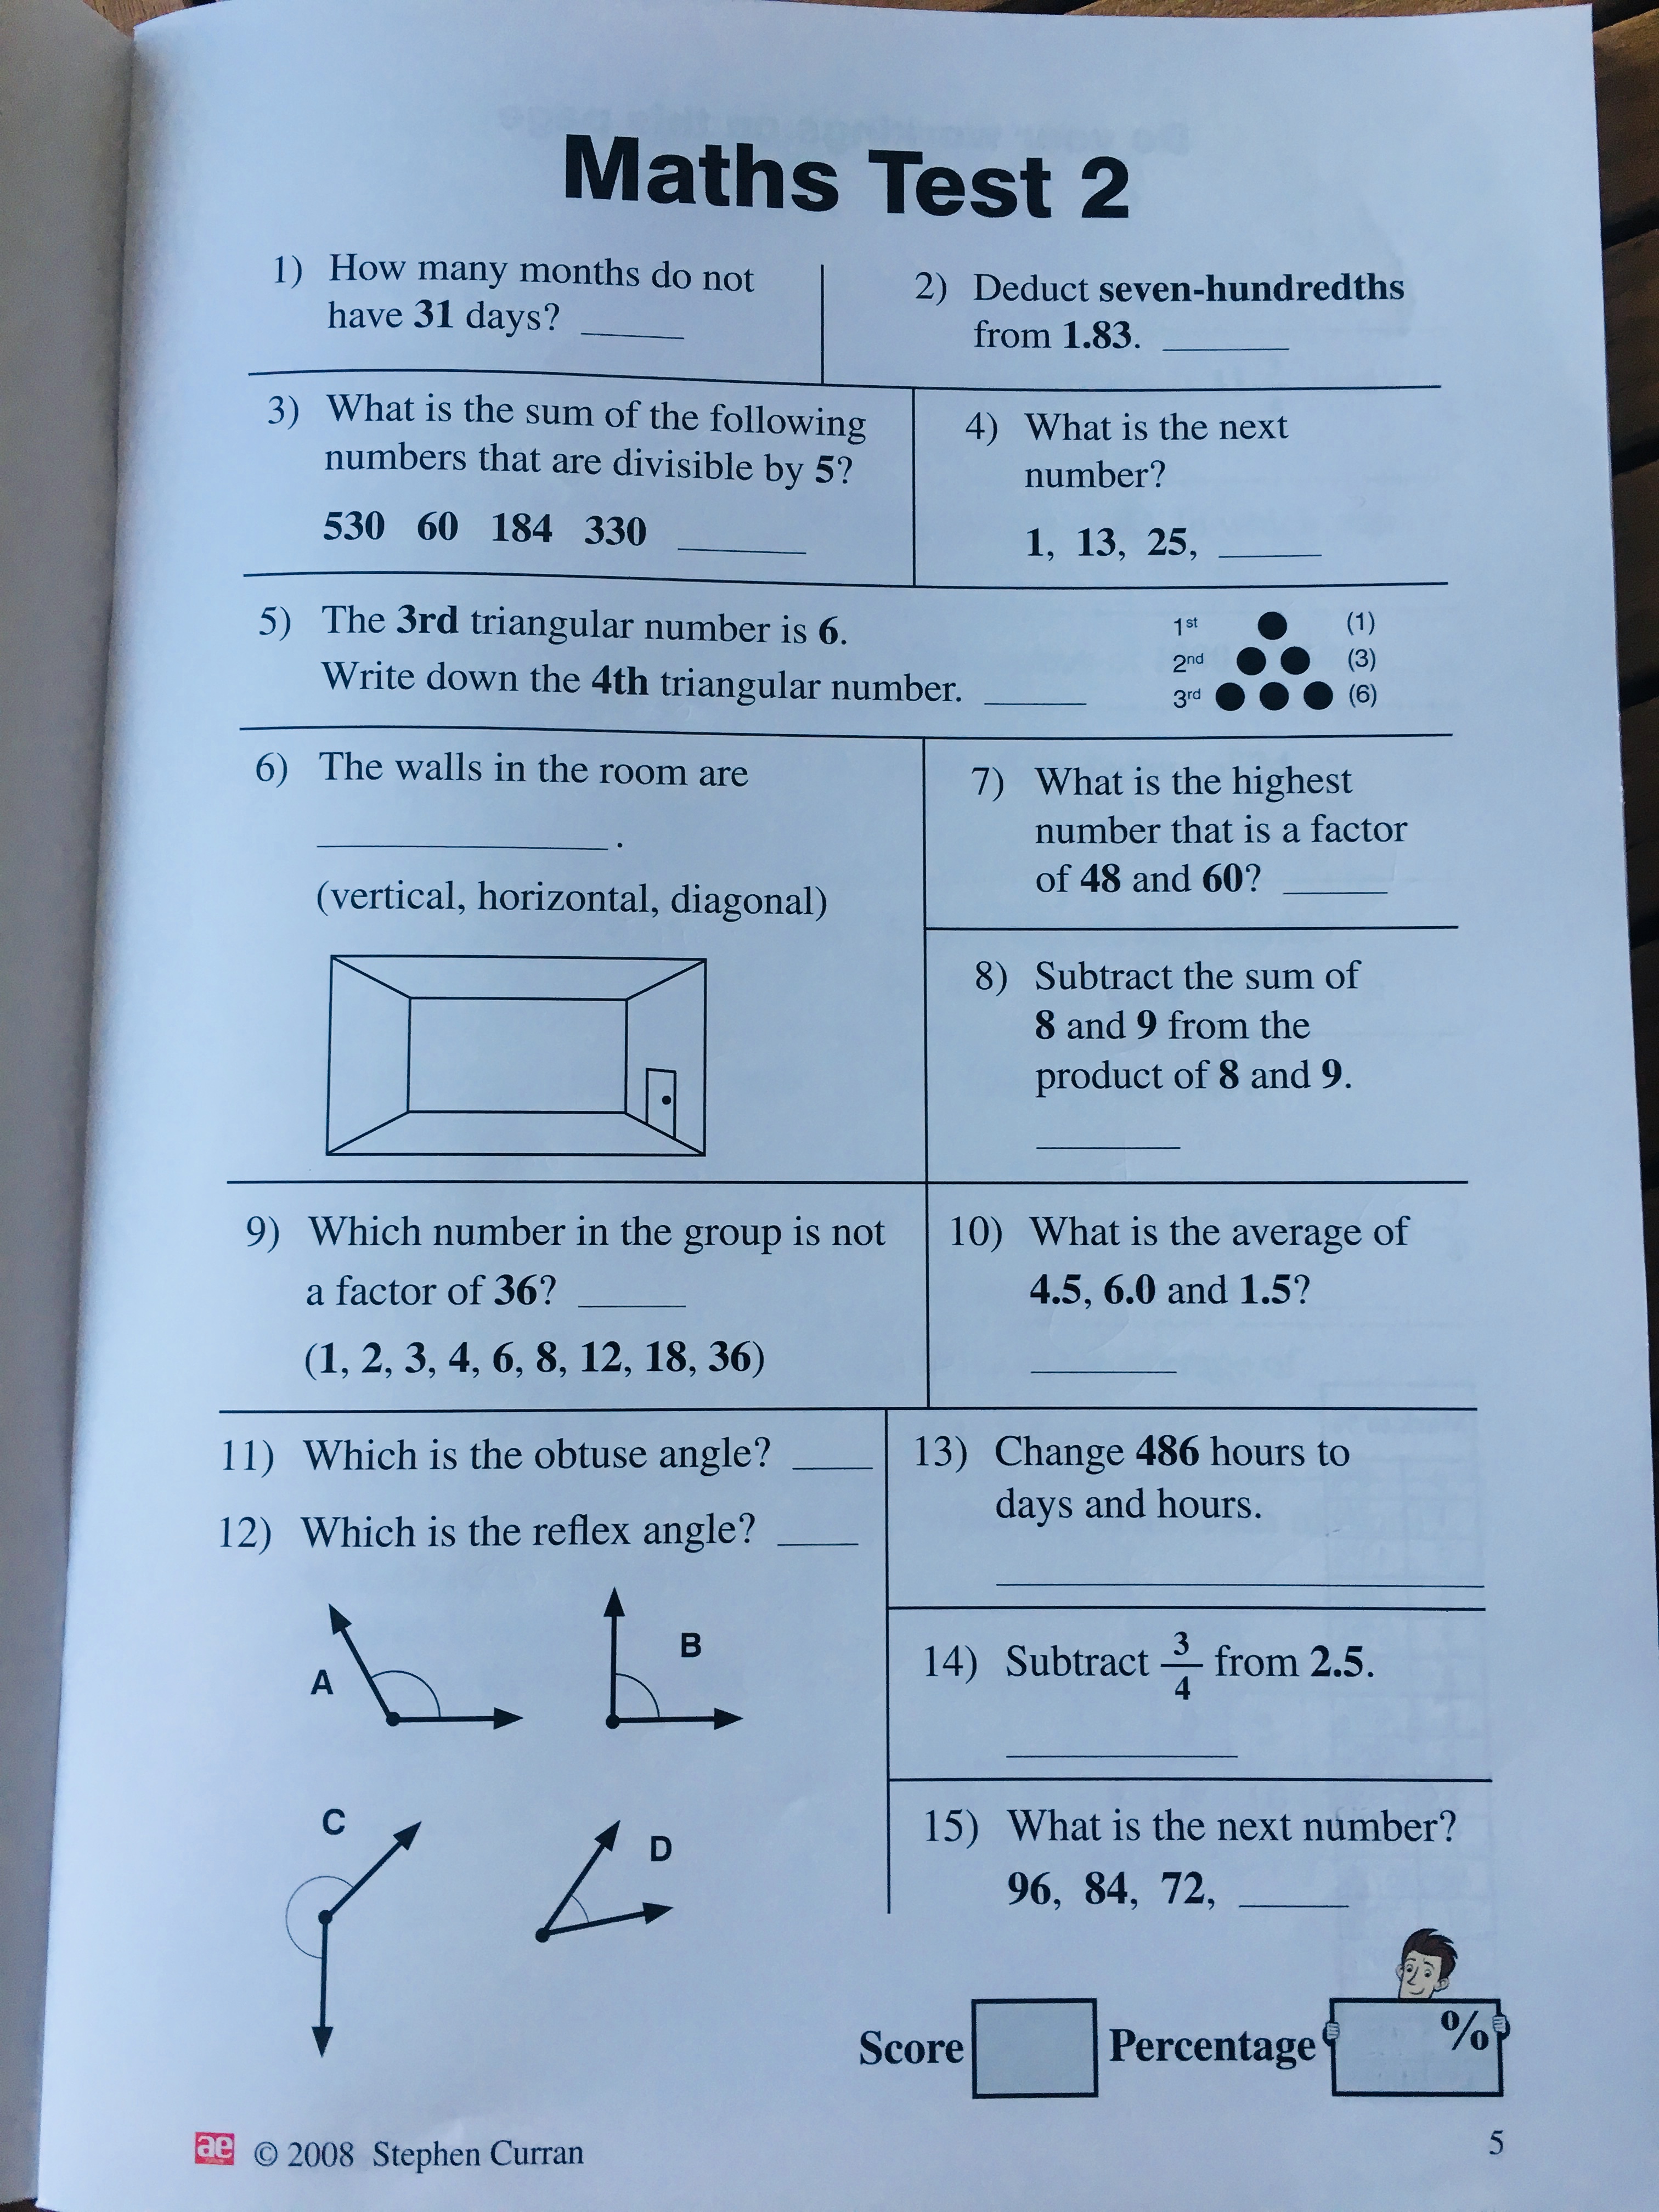 Maths Test 2
1) How many months do not
have 31 days? ______
2) Deduct seven-hundredths
from 1.83. ______
3) What is the sum of the following
numbers that are divisible by 5?
530 60 184 330 ______
4) What is the next
number?
1, 13, 25, ______
5) The 3rd triangular number is 6.
Write down the 4th triangular number. ______
1st (1)
2nd (3)
3rd (6)
6) The walls in the room are
______ .
(vertical, horizontal, diagonal)
7) What is the highest
number that is a factor
of 48 and 60? ______
8) Subtract the sum of
8 and 9 from the
product of 8 and 9.
______
9) Which number in the group is not
a factor of 36? ______
(1, 2, 3, 4, 6, 8, 12, 18, 36)
10) What is the average of
4.5, 6.0 and 1.5?
______
11) Which is the obtuse angle? ____
12) Which is the reflex angle? ____
A
B
C
D
13) Change 486 hours to
days and hours.
______
14) Subtract 3/4 from 2.5.
______
15) What is the next number?
96, 84, 72, ______
Score
Percentage %
ae © 2008 Stephen Curran
5